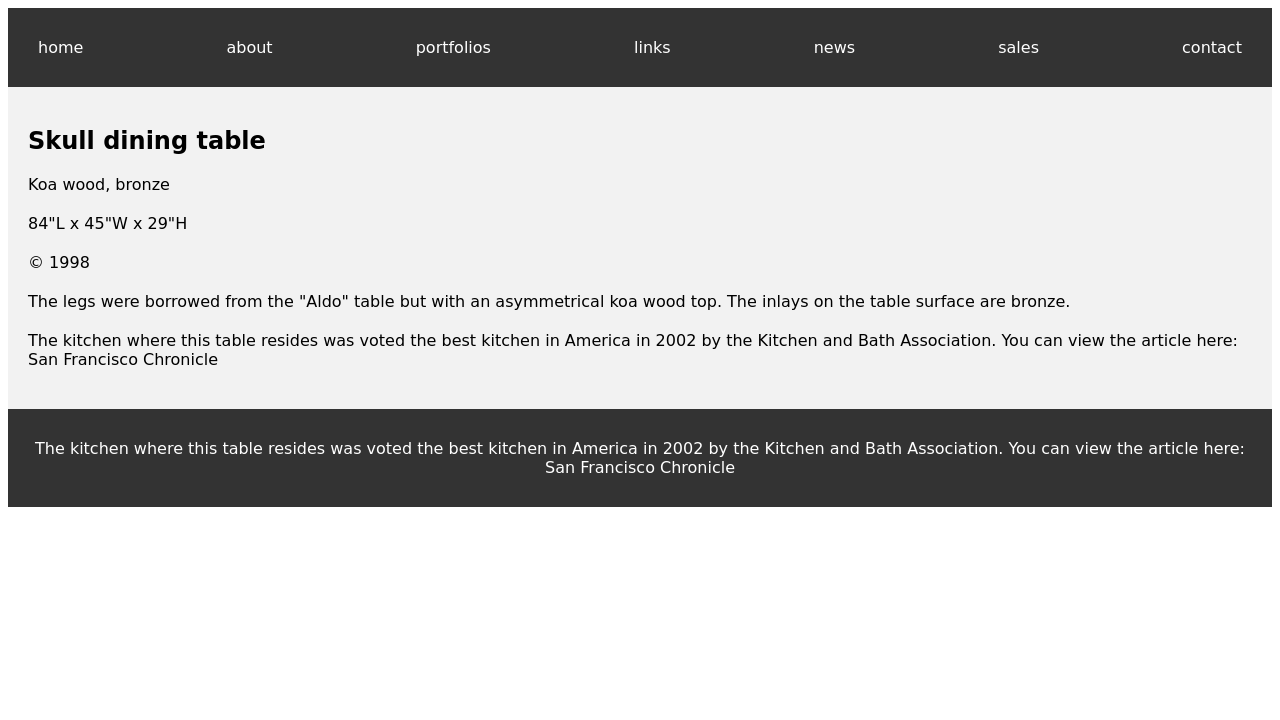 home about portfolios links news sales contact
Skull dining table
Koa wood, bronze
84"L x 45"W x 29"H
© 1998
The legs were borrowed from the "Aldo" table but with an asymmetrical koa wood top. The inlays on the table surface are bronze.
The kitchen where this table resides was voted the best kitchen in America in 2002 by the Kitchen and Bath Association. You can view the article here:
San Francisco Chronicle
The kitchen where this table resides was voted the best kitchen in America in 2002 by the Kitchen and Bath Association. You can view the article here:
San Francisco Chronicle